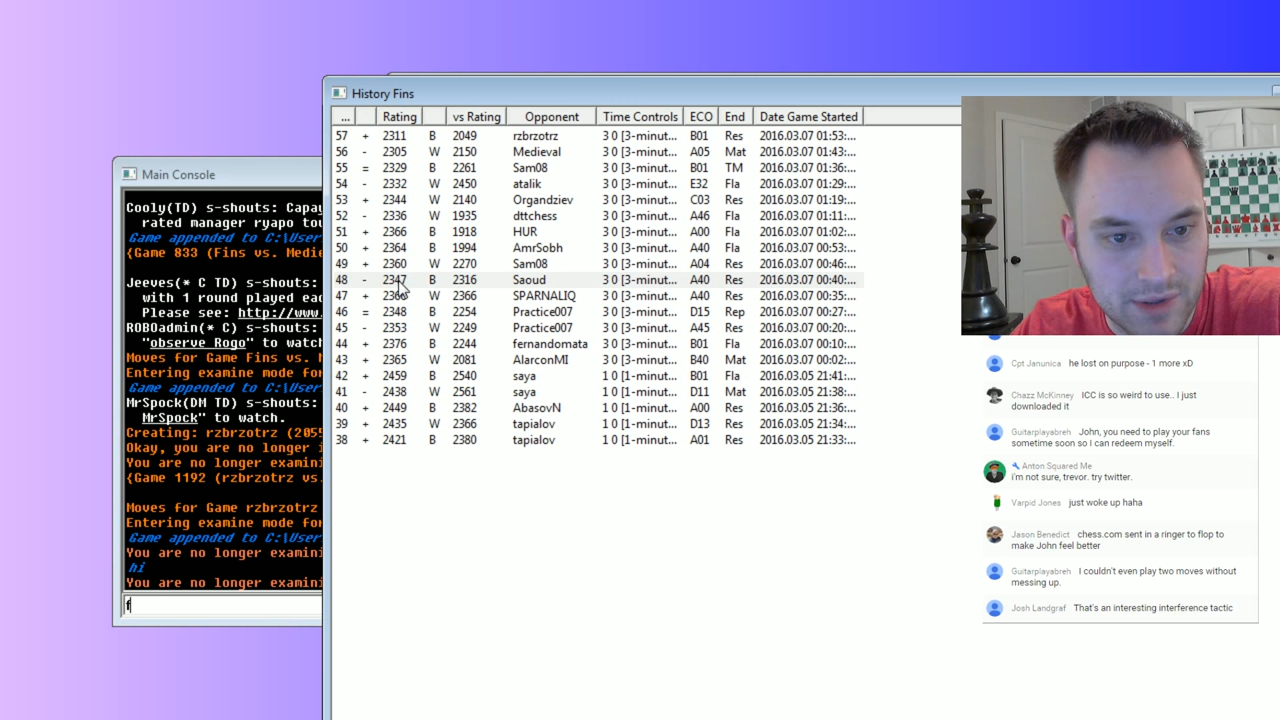 History Fins
... Rating vs Rating Opponent Time Controls ECO End Date Game Started
57 + 2311 B 2049 rzbrzotrz 3 0 [3-minut... B01 Res 2016.03.07 01:53:...
56 - 2305 W 2150 Medieval 3 0 [3-minut... A05 Mat 2016.03.07 01:43:...
55 = 2329 B 2261 Sam08 3 0 [3-minut... B01 TM 2016.03.07 01:36:...
54 - 2332 W 2450 atalik 3 0 [3-minut... E32 Fla 2016.03.07 01:29:...
53 + 2344 W 2140 Organdziev 3 0 [3-minut... C03 Res 2016.03.07 01:19:...
52 - 2336 W 1935 dttchess 3 0 [3-minut... A46 Fla 2016.03.07 01:11:...
51 + 2366 B 1918 HUR 3 0 [3-minut... A00 Fla 2016.03.07 01:02:...
50 + 2364 B 1994 AmrSobh 3 0 [3-minut... A40 Fla 2016.03.07 00:53:...
49 + 2360 W 2270 Sam08 3 0 [3-minut... A04 Res 2016.03.07 00:46:...
48 - 2347 B 2316 Saoud 3 0 [3-minut... A40 Res 2016.03.07 00:40:...
47 + W 2366 SPARNALIQ 3 0 [3-minut... A40 Res 2016.03.07 00:35:...
46 = 2348 B 2254 Practice007 3 0 [3-minut... D15 Rep 2016.03.07 00:27:...
45 - 2353 W 2249 Practice007 3 0 [3-minut... A45 Res 2016.03.07 00:20:...
44 + 2376 B 2244 fernandomata 3 0 [3-minut... B01 Fla 2016.03.07 00:10:...
43 + 2365 W 2081 AlarconMI 3 0 [3-minut... B40 Mat 2016.03.07 00:02:...
42 + 2459 B 2540 saya 1 0 [1-minut... B01 Fla 2016.03.05 21:41:...
41 - 2438 W 2561 saya 1 0 [1-minut... D11 Mat 2016.03.05 21:38:...
40 + 2449 B 2382 AbasovN 1 0 [1-minut... A00 Res 2016.03.05 21:36:...
39 + 2435 W 2366 tapialov 1 0 [1-minut... D13 Res 2016.03.05 21:34:...
38 + 2421 B 2380 tapialov 1 0 [1-minut... A01 Res 2016.03.05 21:33:...
Main Console
Cooly(TD) s-shouts: Capa
rated manager ryapo tou
Game appended to C:\User
{Game 833 (Fins vs. Medie
Jeeves(* C TD) s-shouts:
with 1 round played eac
Please see: http://www.
ROBOadmin(* C) s-shouts:
"observe Rogo" to watch
Moves for Game Fins vs.
Entering examine mode for
Game appended to C:\User
MrSpock(DM TD) s-shouts:
MrSpock" to watch.
Creating: rzbrzotrz (2055
Okay, you are no longer
You are no longer examini
{Game 1192 (rzbrzotrz vs.
Moves for Game rzbrzotrz
Entering examine mode for
Game appended to C:\User
You are no longer examini
hi
You are no longer examini
f
Cpt Janunica he lost on purpose - 1 more xD
Chazz McKinney ICC is so weird to use.. I just
downloaded it
Guitarplayabreh John, you need to play your fans
sometime soon so I can redeem myself.
Anton Squared Me
i'm not sure, trevor. try twitter.
Varpid Jones just woke up haha
Jason Benedict chess.com sent in a ringer to flop to
make John feel better
Guitarplayabreh I couldn't even play two moves without
messing up.
Josh Landgraf That's an interesting interference tactic